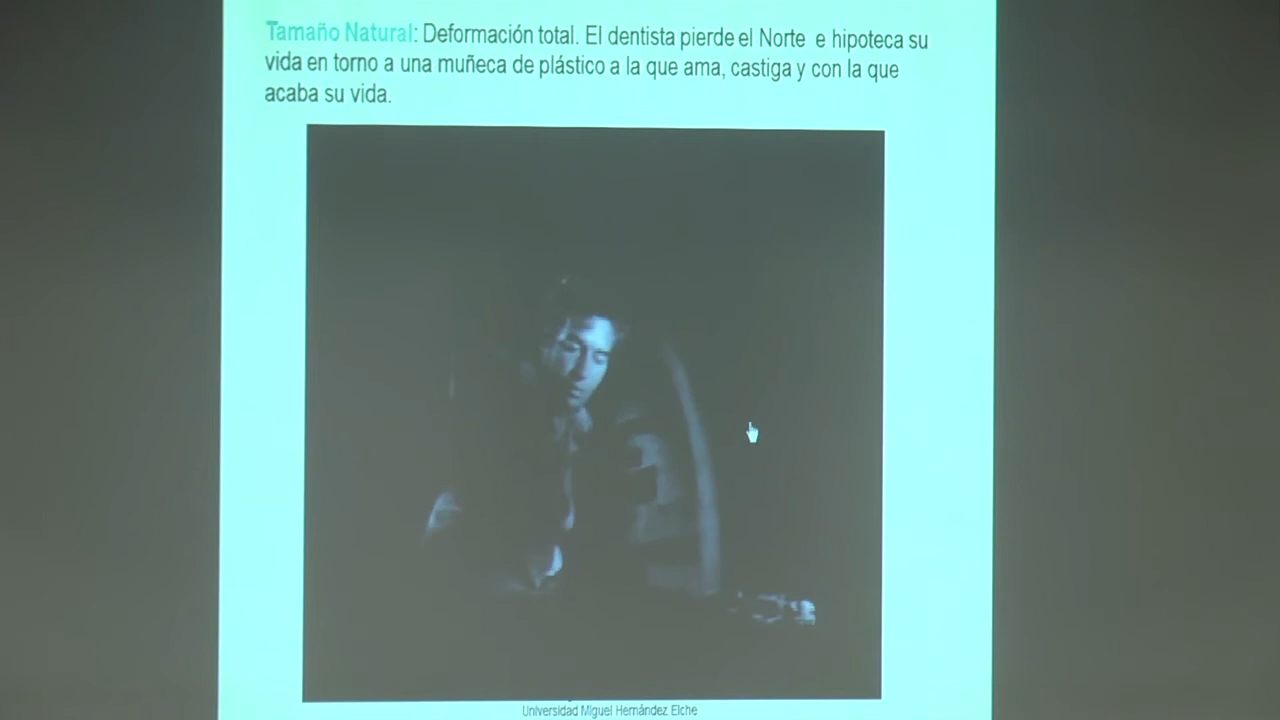 Tamaño Natural: Deformación total. El dentista pierde el Norte e hipoteca su
vida en torno a una muñeca de plástico a la que ama, castiga y con la que
acaba su vida.
Universidad Miguel Hernández Elche